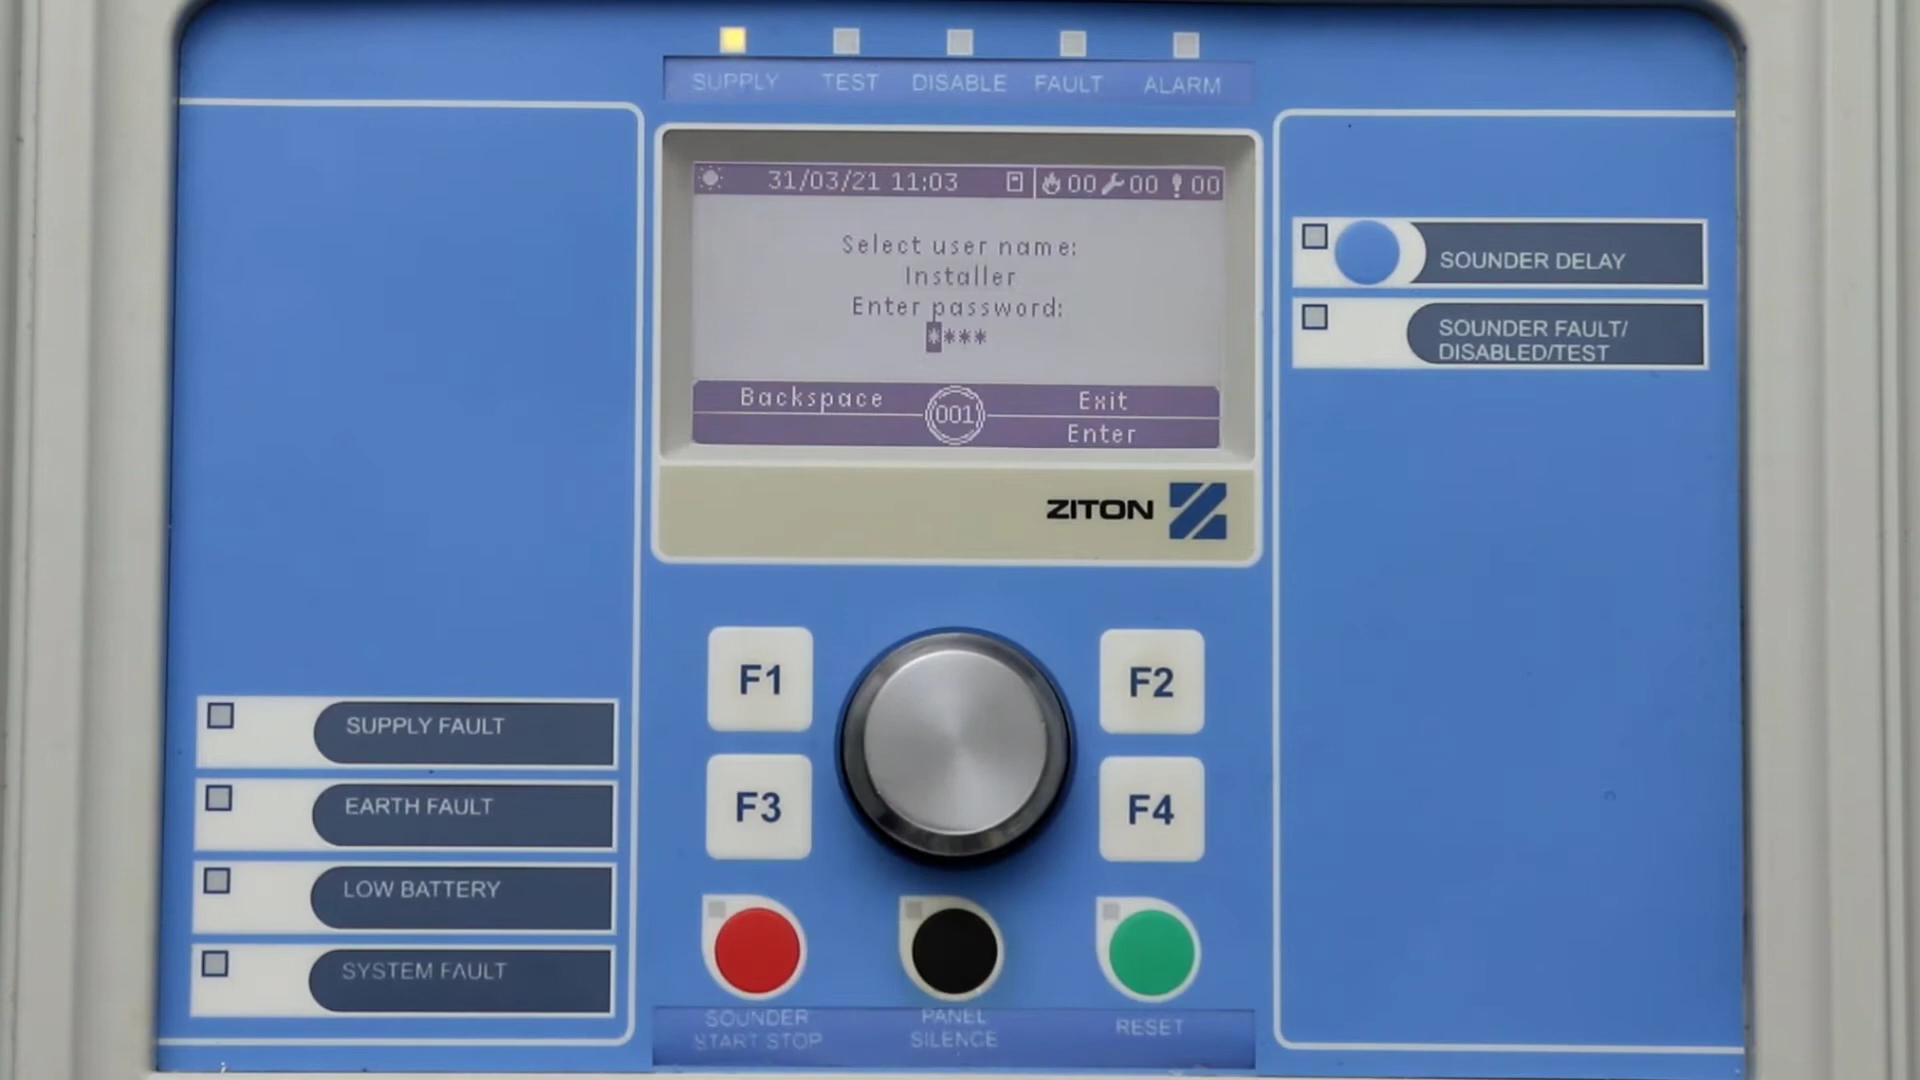 SUPPLY TEST DISABLE FAULT ALARM
31/03/21 11:03 00 00 00
Select user name:
Installer
Enter password:
****
Backspace Exit
001
Enter
ZITON
SOUNDER DELAY
SOUNDER FAULT/
DISABLED/TEST
F1 F2
F3 F4
SUPPLY FAULT
EARTH FAULT
LOW BATTERY
SYSTEM FAULT
SOUNDER
START STOP
PANEL
SILENCE
RESET